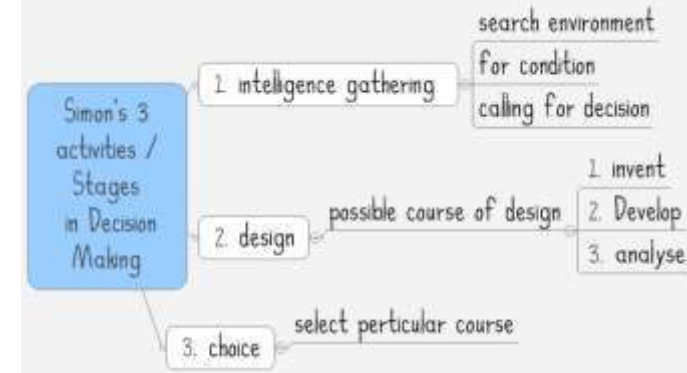 Simon's 3
activities /
Stages
in Decision
Making
1. intelligence gathering
search environment
for condition
calling for decision
2. design
possible course of design
1. invent
2. Develop
3. analyse
3. choice
select perticular course